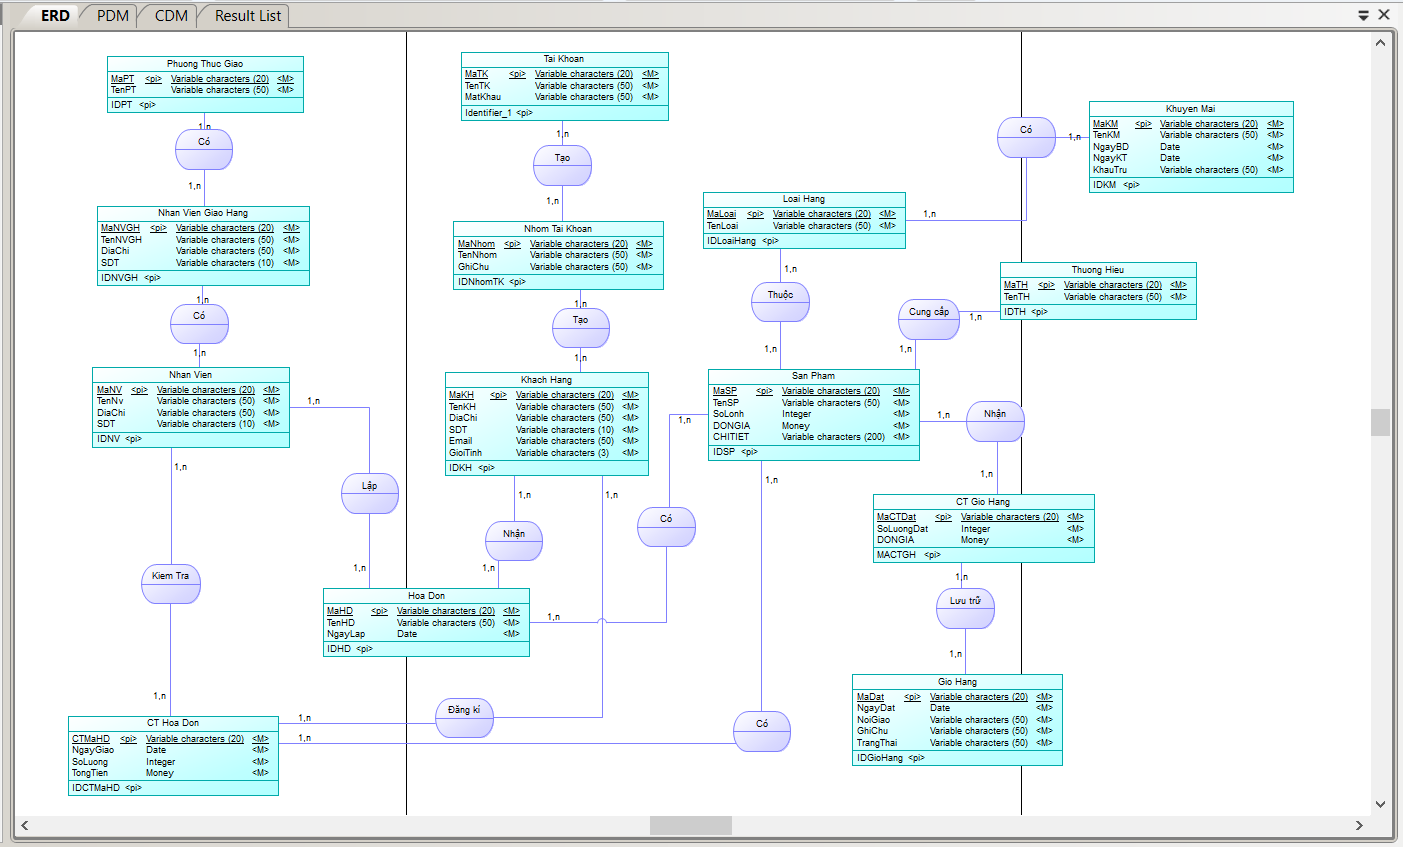 ERD
PDM
CDM
Result List
Phuong Thuc Giao
MaPT <pi> Variable characters (20) <M>
TenPT Variable characters (50) <M>
IDPT <pi>
1,n
Có
1,n
Nhan Vien Giao Hang
MaNVGH <pi> Variable characters (20) <M>
TenNVGH Variable characters (50) <M>
DiaChi Variable characters (50) <M>
SDT Variable characters (10) <M>
IDNVGH <pi>
1,n
Có
1,n
Nhan Vien
MaNV <pi> Variable characters (20) <M>
TenNv Variable characters (50) <M>
DiaChi Variable characters (50) <M>
SDT Variable characters (10) <M>
IDNV <pi>
1,n
1,n
Lập
1,n
Kiem Tra
1,n
CT Hoa Don
CTMaHD <pi> Variable characters (20) <M>
NgayGiao Date <M>
SoLuong Integer <M>
TongTien Money <M>
IDCTMaHD <pi>
1,n
1,n
Tai Khoan
MaTK <pi> Variable characters (20) <M>
TenTK Variable characters (50) <M>
MatKhau Variable characters (50) <M>
Identifier_1 <pi>
1,n
Tạo
1,n
Nhom Tai Khoan
MaNhom <pi> Variable characters (20) <M>
TenNhom Variable characters (50) <M>
GhiChu Variable characters (50) <M>
IDNhomTK <pi>
1,n
Tạo
1,n
Khach Hang
MaKH <pi> Variable characters (20) <M>
TenKH Variable characters (50) <M>
DiaChi Variable characters (50) <M>
SDT Variable characters (10) <M>
Email Variable characters (50) <M>
GioiTinh Variable characters (3) <M>
IDKH <pi>
1,n
1,n
Nhận
1,n
Hoa Don
MaHD <pi> Variable characters (20) <M>
TenHD Variable characters (50) <M>
NgayLap Date <M>
IDHD <pi>
1,n
Đăng kí
Có
1,n
Loai Hang
MaLoai <pi> Variable characters (20) <M>
TenLoai Variable characters (50) <M>
IDLoaiHang <pi>
1,n
1,n
Thuộc
1,n
San Pham
MaSP <pi> Variable characters (20) <M>
TenSP Variable characters (50) <M>
SoLonh Integer <M>
DONGIA Money <M>
CHITIET Variable characters (200) <M>
IDSP <pi>
1,n
Có
Có
1,n
Khuyen Mai
MaKM <pi> Variable characters (20) <M>
TenKM Variable characters (50) <M>
NgayBD Date <M>
NgayKT Date <M>
KhauTru Variable characters (50) <M>
IDKM <pi>
Thuong Hieu
MaTH <pi> Variable characters (20) <M>
TenTH Variable characters (50) <M>
IDTH <pi>
Cung cấp
1,n
1,n
1,n
Nhận
1,n
CT Gio Hang
MaCTDat <pi> Variable characters (20) <M>
SoLuongDat Integer <M>
DONGIA Money <M>
MACTGH <pi>
1,n
Lưu trữ
1,n
Gio Hang
MaDat <pi> Variable characters (20) <M>
NgayDat Date <M>
NoiGiao Variable characters (50) <M>
GhiChu Variable characters (50) <M>
TrangThai Variable characters (50) <M>
IDGioHang <pi>